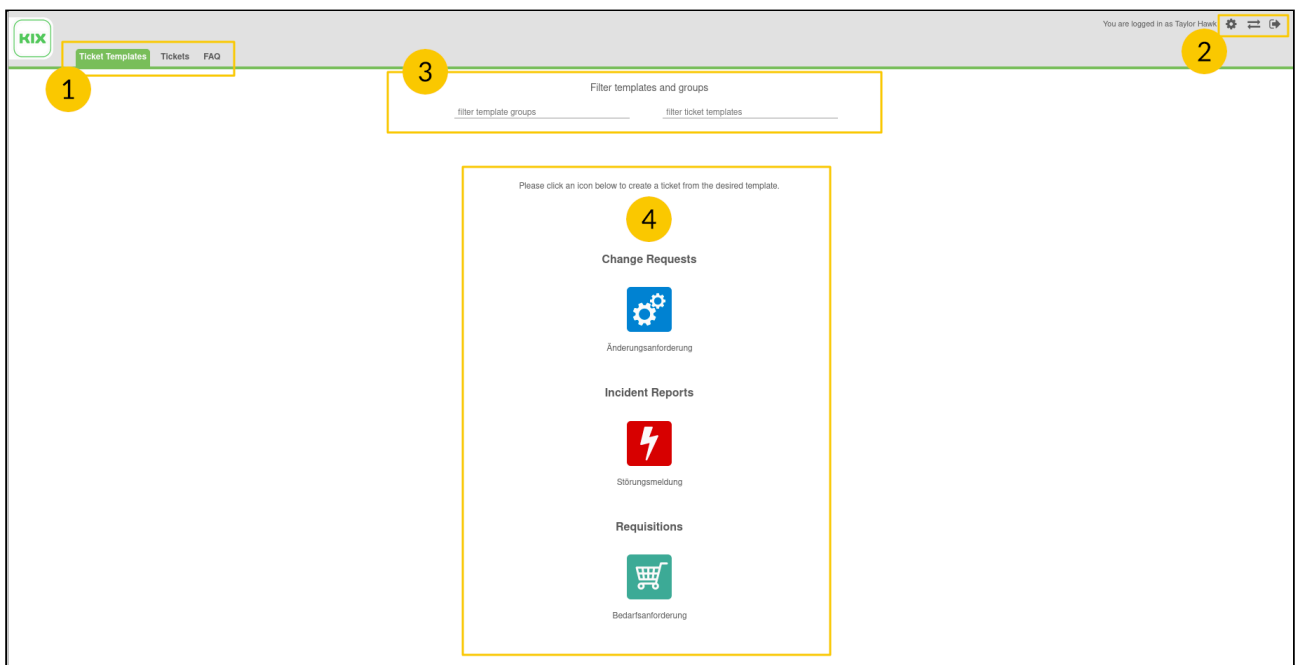 KIX
You are logged in as Taylor Hawk
2
Ticket Templates Tickets FAQ
1
3
Filter templates and groups
filter template groups filter ticket templates
Please click an icon below to create a ticket from the desired template.
4
Change Requests
Änderungsanforderung
Incident Reports
Störungsmeldung
Requisitions
Bedarfsanforderung